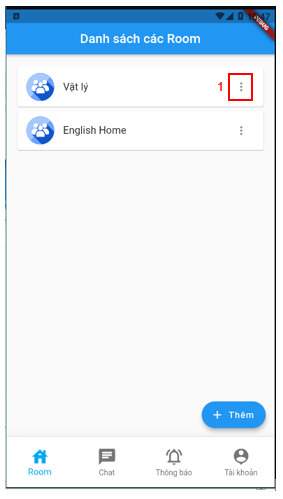 Danh sách các Room
Vật lý
1
English Home
Thêm
Room
Chat
Thông báo
Tài khoản